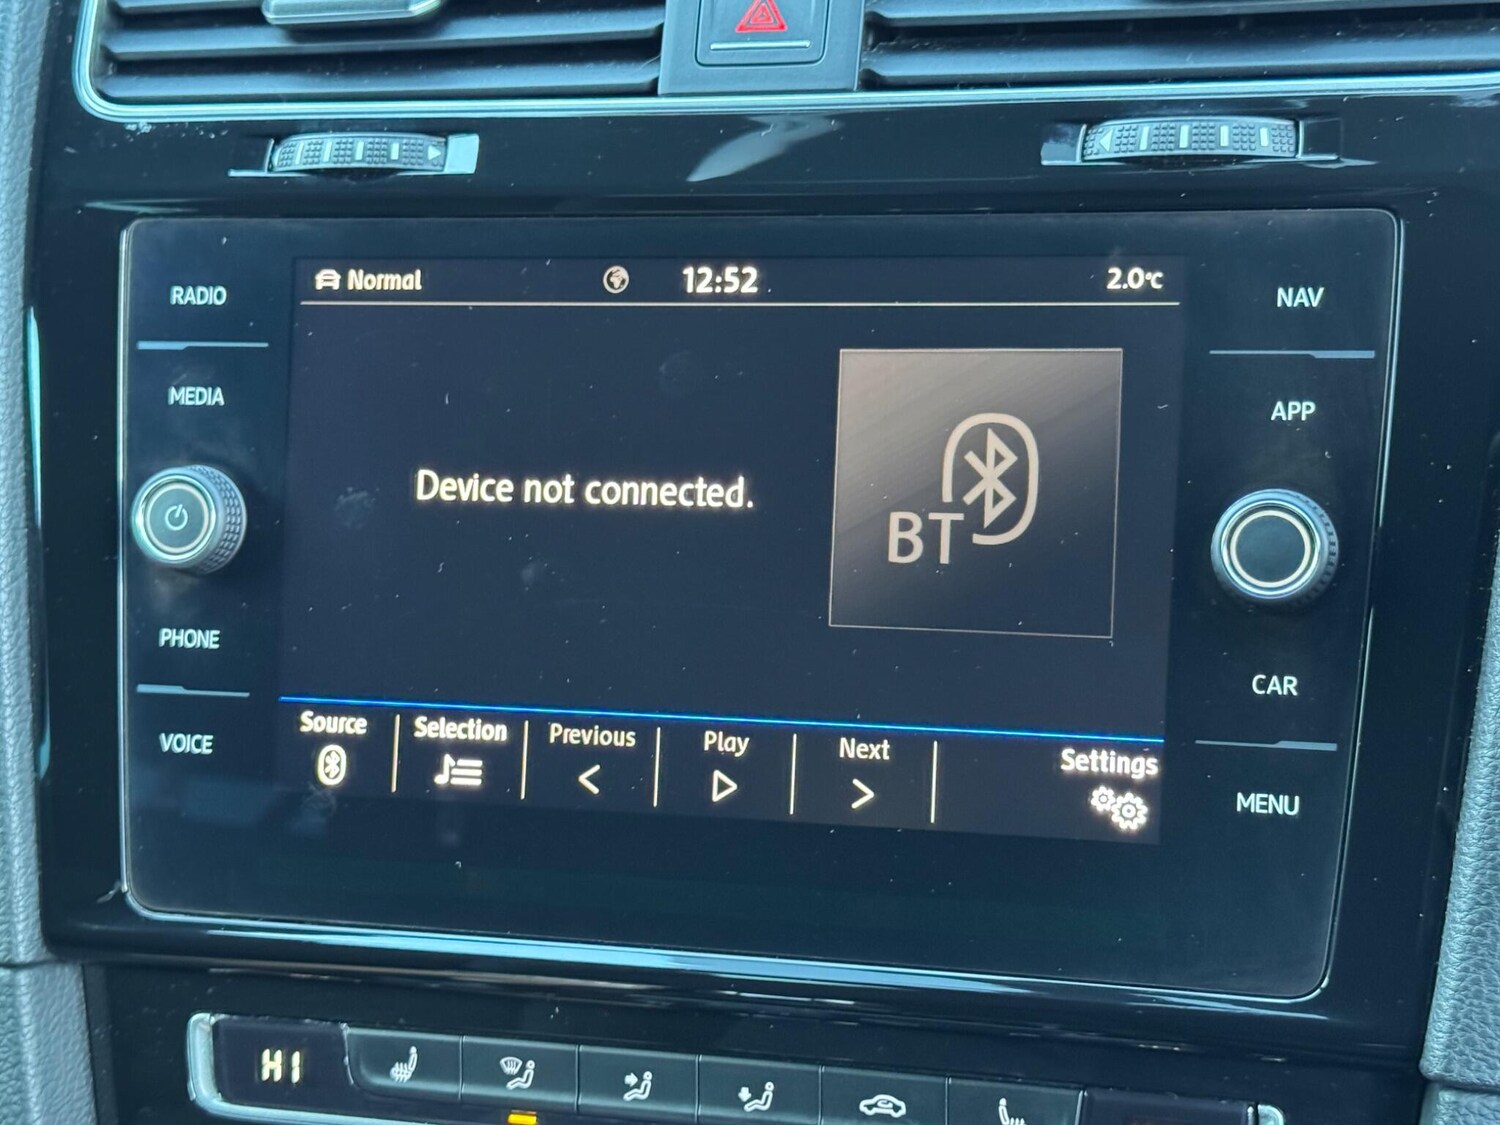 RADIO
MEDIA
PHONE
VOICE
Normal
12:52
2.0°C
Device not connected.
BT
Source
Selection
Previous
Play
Next
Settings
NAV
APP
CAR
MENU
HI